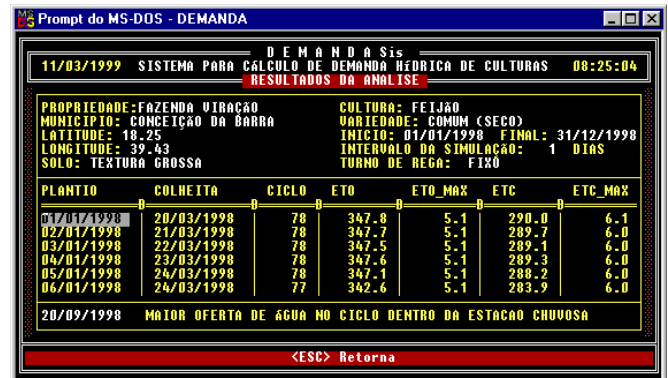 Prompt do MS-DOS - DEMANDA
D E M A N D A Sis
11/03/1999 SISTEMA PARA CáLCULO DE DEMANDA HíDRICA DE CULTURAS 08:25:04
RESULTADOS DA ANALISE
PROPRIEDADE:FAZENDA VIRAÇãO CULTURA: FEIJãO
MUNICIPIO: CONCEIÇãO DA BARRA VARIEDADE: COMUM (SECO)
LATITUDE: 18.25 INICIO: 01/01/1998 FINAL: 31/12/1998
LONGITUDE: 39.43 INTERVALO DA SIMULAÇãO: 1 DIAS
SOLO: TEXTURA GROSSA TURNO DE REGA: FIXO
PLANTIO COLHEITA CICLO ETO ETO_MAX ETC ETC_MAX
01/01/1998 20/03/1998 78 347.8 5.1 290.0 6.1
02/01/1998 21/03/1998 78 347.7 5.1 289.7 6.0
03/01/1998 22/03/1998 78 347.5 5.1 289.1 6.0
04/01/1998 23/03/1998 78 347.6 5.1 289.3 6.0
05/01/1998 24/03/1998 78 347.1 5.1 288.2 6.0
06/01/1998 24/03/1998 77 342.6 5.1 283.9 6.0
20/09/1998 MAIOR OFERTA DE áGUA NO CICLO DENTRO DA ESTACAO CHUVOSA
<ESC> Retorna